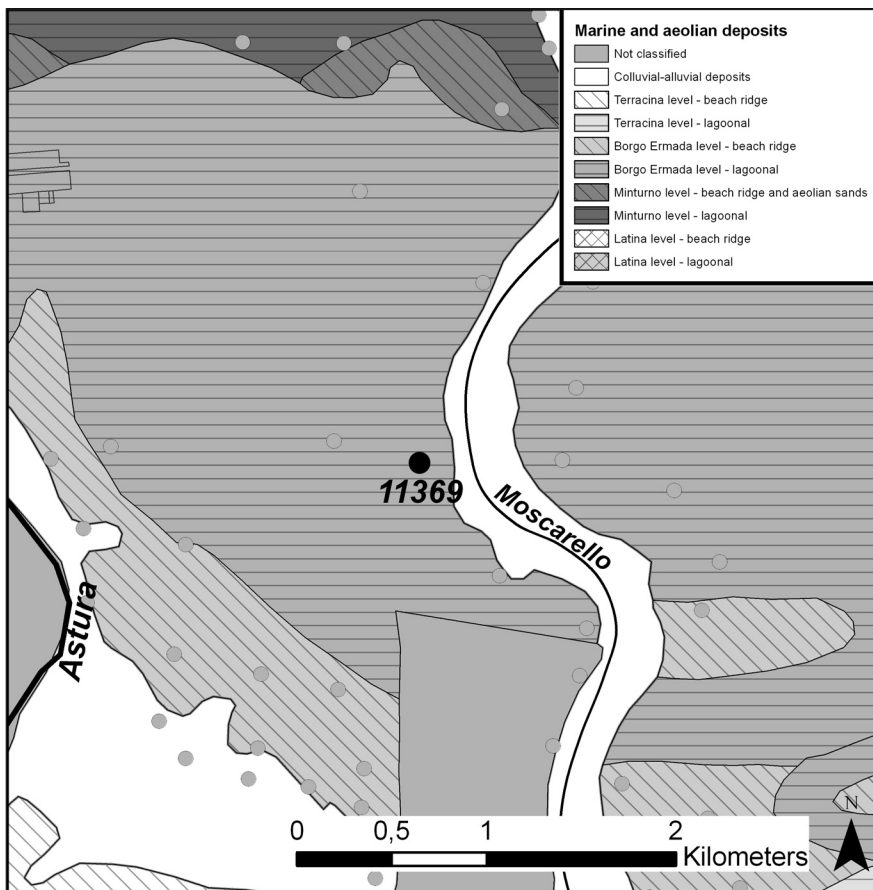 Marine and aeolian deposits
Not classified
Colluvial-alluvial deposits
Terracina level - beach ridge
Terracina level - lagoonal
Borgo Ermada level - beach ridge
Borgo Ermada level - lagoonal
Minturno level - beach ridge and aeolian sands
Minturno level - lagoonal
Latina level - beach ridge
Latina level - lagoonal
11369
Moscarello
Astura
N
0 0,5 1 2
Kilometers